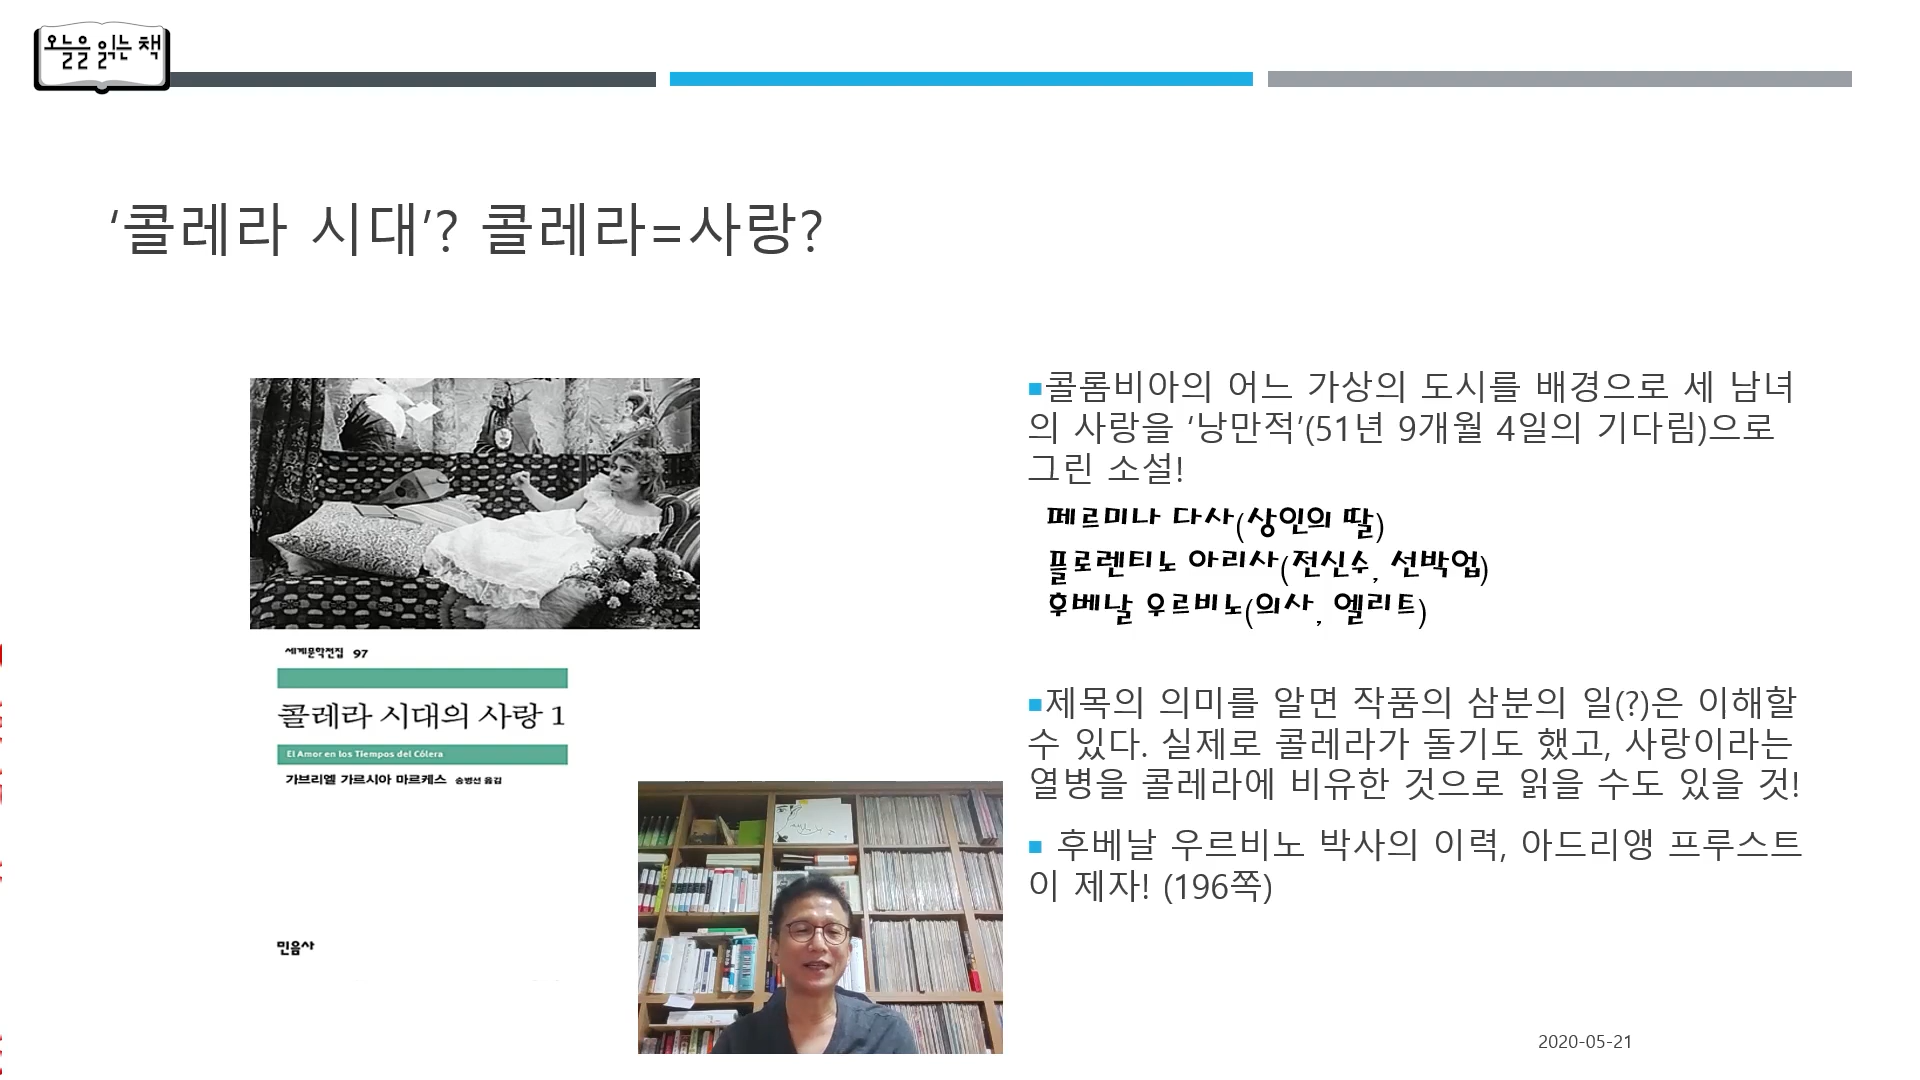 오늘을 읽는 책
‘콜레라 시대’? 콜레라=사랑?
세계문학전집 97
콜레라 시대의 사랑 1
El Amor en los Tiempos del Cólera
가브리엘 가르시아 마르케스 송병선 옮김
민음사
▪콜롬비아의 어느 가상의 도시를 배경으로 세 남녀
의 사랑을 ‘낭만적’(51년 9개월 4일의 기다림)으로
그린 소설!
페르미나 다사(상인의 딸)
플로렌티노 아리사(전신수, 선박업)
후베날 우르비노(의사, 엘리트)
▪제목의 의미를 알면 작품의 삼분의 일(?)은 이해할
수 있다. 실제로 콜레라가 돌기도 했고, 사랑이라는
열병을 콜레라에 비유한 것으로 읽을 수도 있을 것!
▪ 후베날 우르비노 박사의 이력, 아드리앵 프루스트
이 제자! (196쪽)
2020-05-21